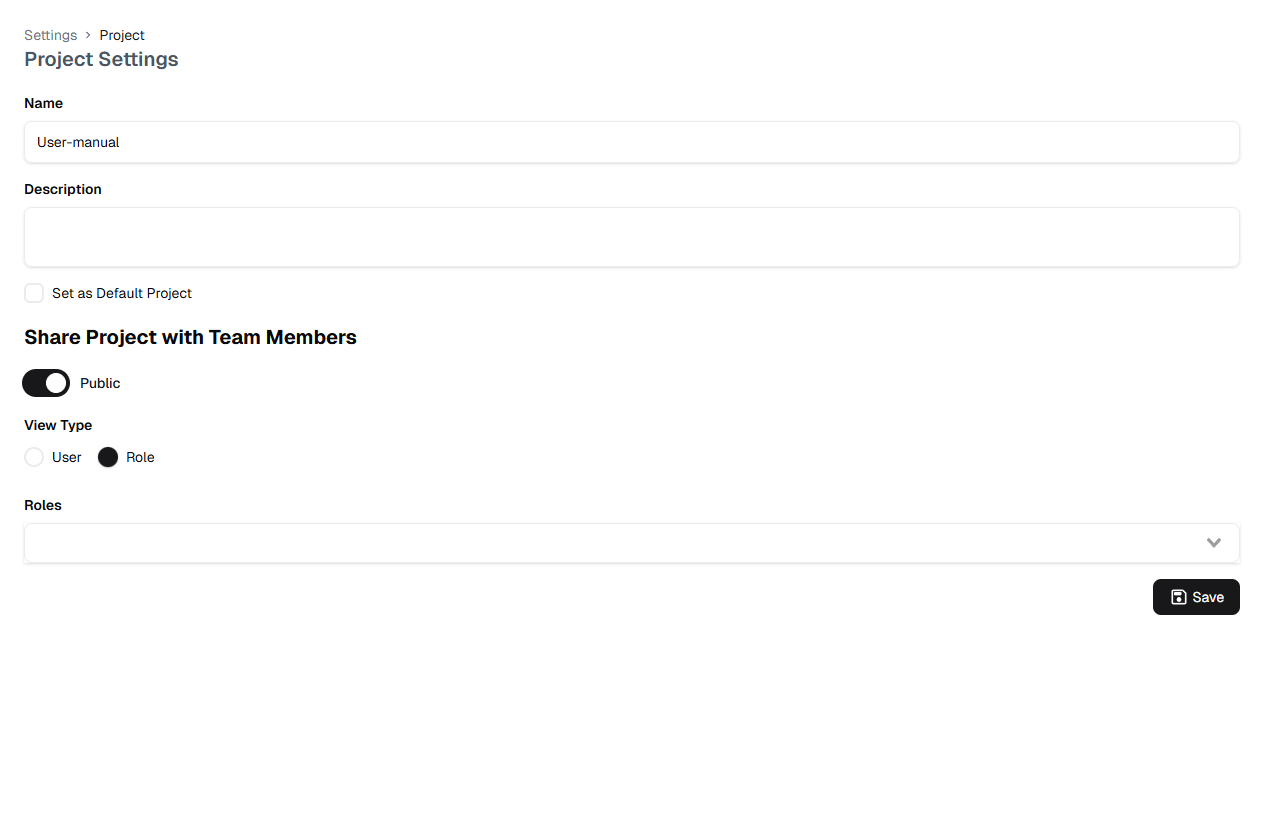 Settings > Project
Project Settings
Name
User-manual
Description
Set as Default Project
Share Project with Team Members
Public
View Type
User Role
Roles
Save